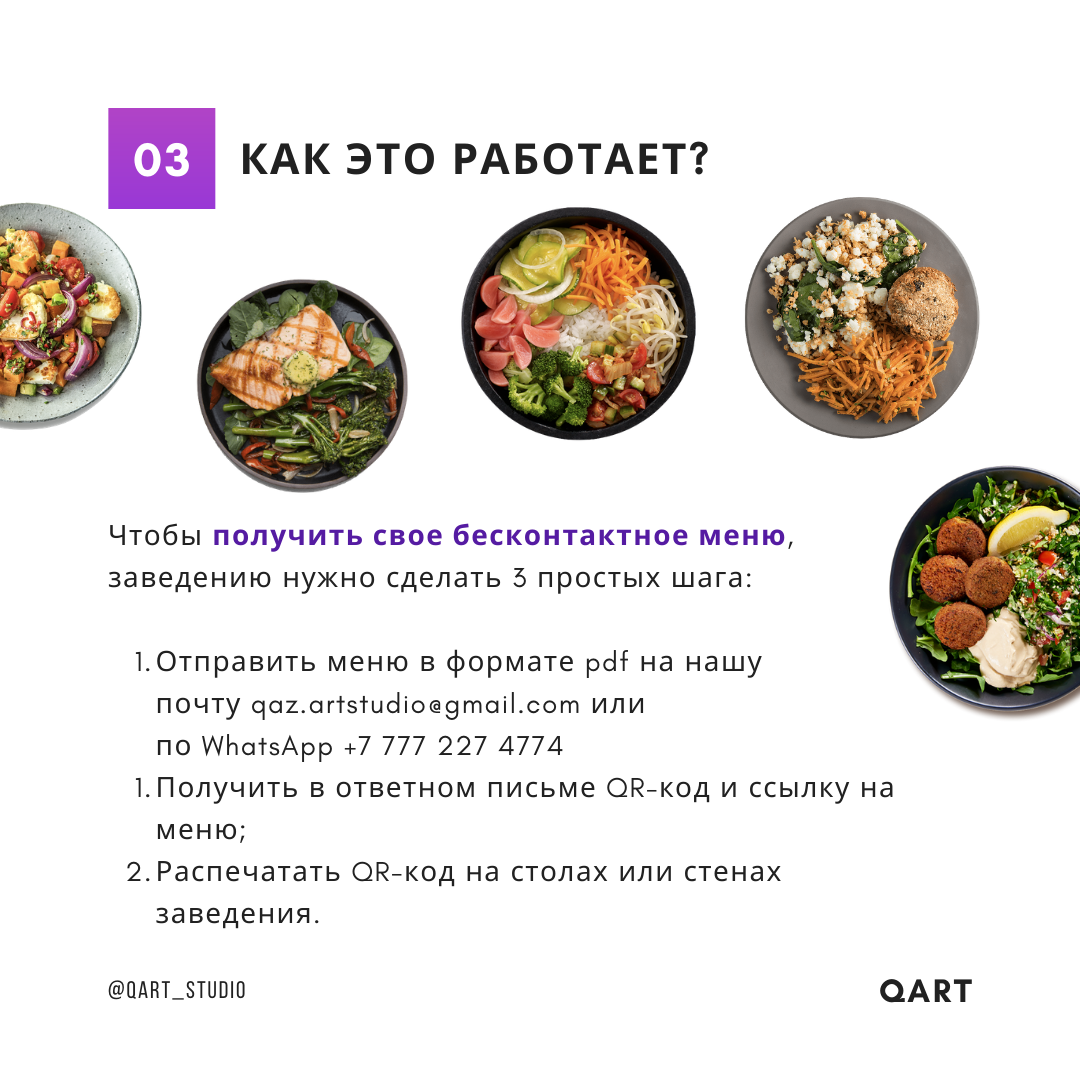 03
КАК ЭТО РАБОТАЕТ?
Чтобы получить свое бесконтактное меню,
заведению нужно сделать 3 простых шага:
1. Отправить меню в формате pdf на нашу
почту qaz.artstudio@gmail.com или
по WhatsApp +7 777 227 4774
1. Получить в ответном письме QR-код и ссылку на
меню;
2. Распечатать QR-код на столах или стенах
заведения.
@QART_STUDIO
QART